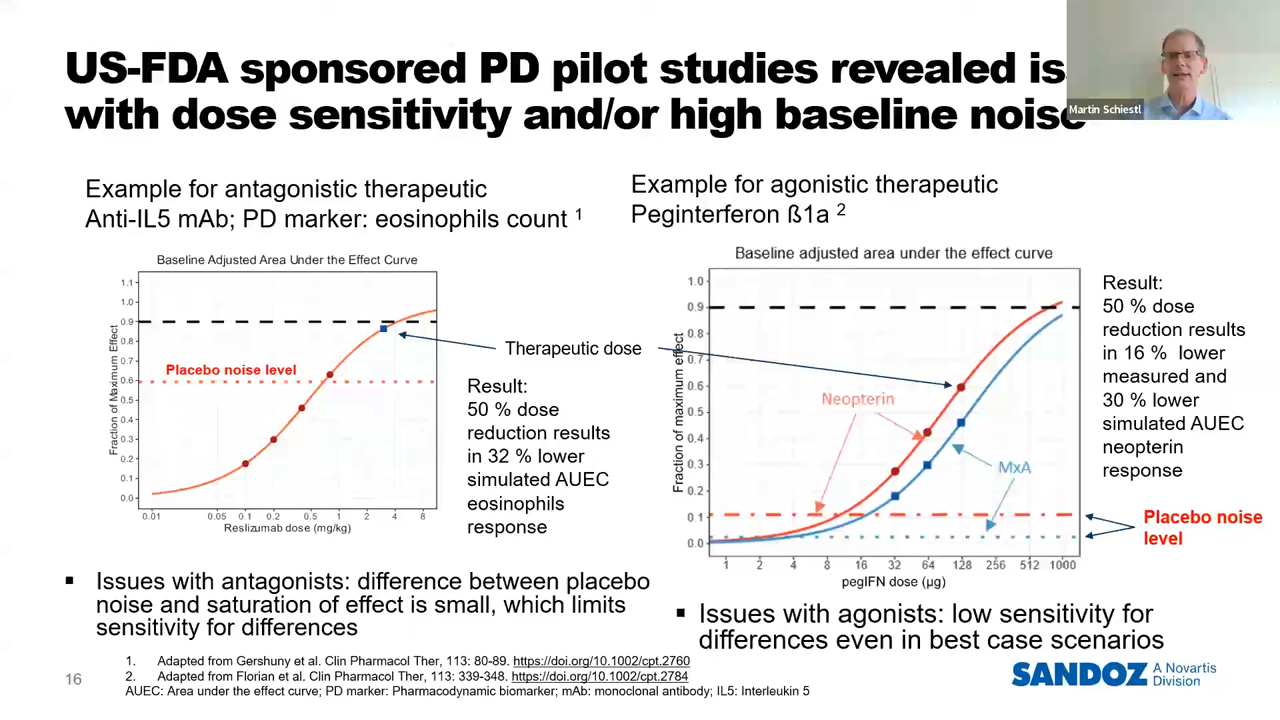 US-FDA sponsored PD pilot studies revealed is
with dose sensitivity and/or high baseline noise
Martin Schiestl
Example for antagonistic therapeutic
Anti-IL5 mAb; PD marker: eosinophils count 1
Baseline Adjusted Area Under the Effect Curve
Fraction of Maximum Effect
1.1
1.0
0.9
0.8
0.7
0.6
0.5
0.4
0.3
0.2
0.1
0.0
Placebo noise level
0.01 0.05 0.1 0.2 0.5 1 2 4 8
Reslizumab dose (mg/kg)
Therapeutic dose
Result:
50 % dose
reduction results
in 32 % lower
simulated AUEC
eosinophils
response
Example for agonistic therapeutic
Peginterferon ß1a 2
Baseline adjusted area under the effect curve
Fraction of maximum effect
1.0
0.9
0.8
0.7
0.6
0.5
0.4
0.3
0.2
0.1
0.0
Neopterin
MxA
1 2 4 8 16 32 64 128 256 512 1000
pegIFN dose (µg)
Result:
50 % dose
reduction results
in 16 % lower
measured and
30 % lower
simulated AUEC
neopterin
response
Placebo noise
level
▪ Issues with antagonists: difference between placebo
noise and saturation of effect is small, which limits
sensitivity for differences
▪ Issues with agonists: low sensitivity for
differences even in best case scenarios
1. Adapted from Gershuny et al. Clin Pharmacol Ther, 113: 80-89. https://doi.org/10.1002/cpt.2760
2. Adapted from Florian et al. Clin Pharmacol Ther, 113: 339-348. https://doi.org/10.1002/cpt.2784
AUEC: Area under the effect curve; PD marker: Pharmacodynamic biomarker; mAb: monoclonal antibody; IL5: Interleukin 5
16
SANDOZ A Novartis
Division